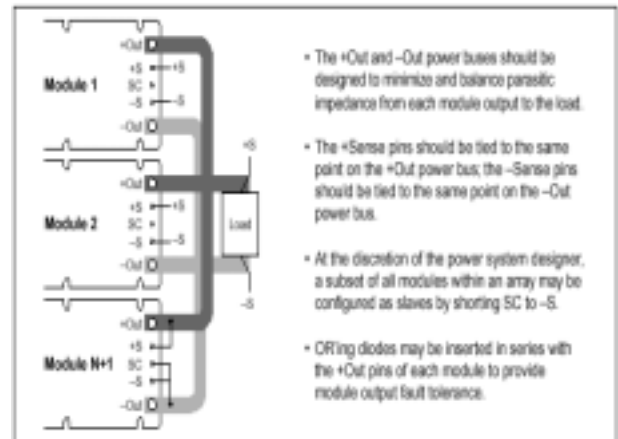 +Out
+S
+S
Module 1
SC
-S
-S
-Out
+S
+Out
+S
+S
Module 2
SC
Load
-S
-S
-Out
-S
+Out
+S
Module N+1
SC
-S
-Out
• The +Out and –Out power buses should be
designed to minimize and balance parasitic
impedance from each module output to the load.
• The +Sense pins should be tied to the same
point on the +Out power bus; the –Sense pins
should be tied to the same point on the –Out
power bus.
• At the discretion of the power system designer,
a subset of all modules within an array may be
configured as slaves by shorting SC to –S.
• OR'ing diodes may be inserted in series with
the +Out pins of each module to provide
module output fault tolerance.